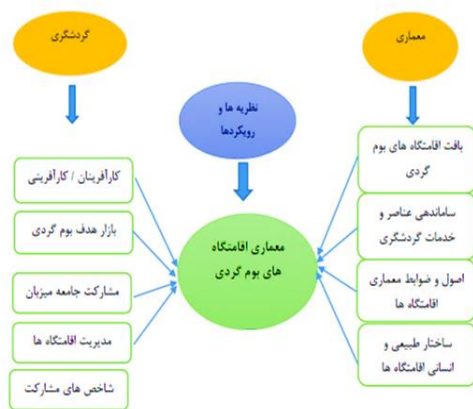 معماری
گردشگری
نظریه ها و
رویکردها
بافت اقامتگاه های بوم
گردی
ساماندهی عناصر و
خدمات گردشگری
اصول و ضوابط معماری
اقامتگاه ها
ساختار طبیعی و
انسانی اقامتگاه ها
معماری اقامتگاه
های بوم گردی
کارآفرینان / کارآفرینی
بازار هدف بوم گردی
مشارکت جامعه میزبان
مدیریت اقامتگاه ها
شاخص های مشارکت